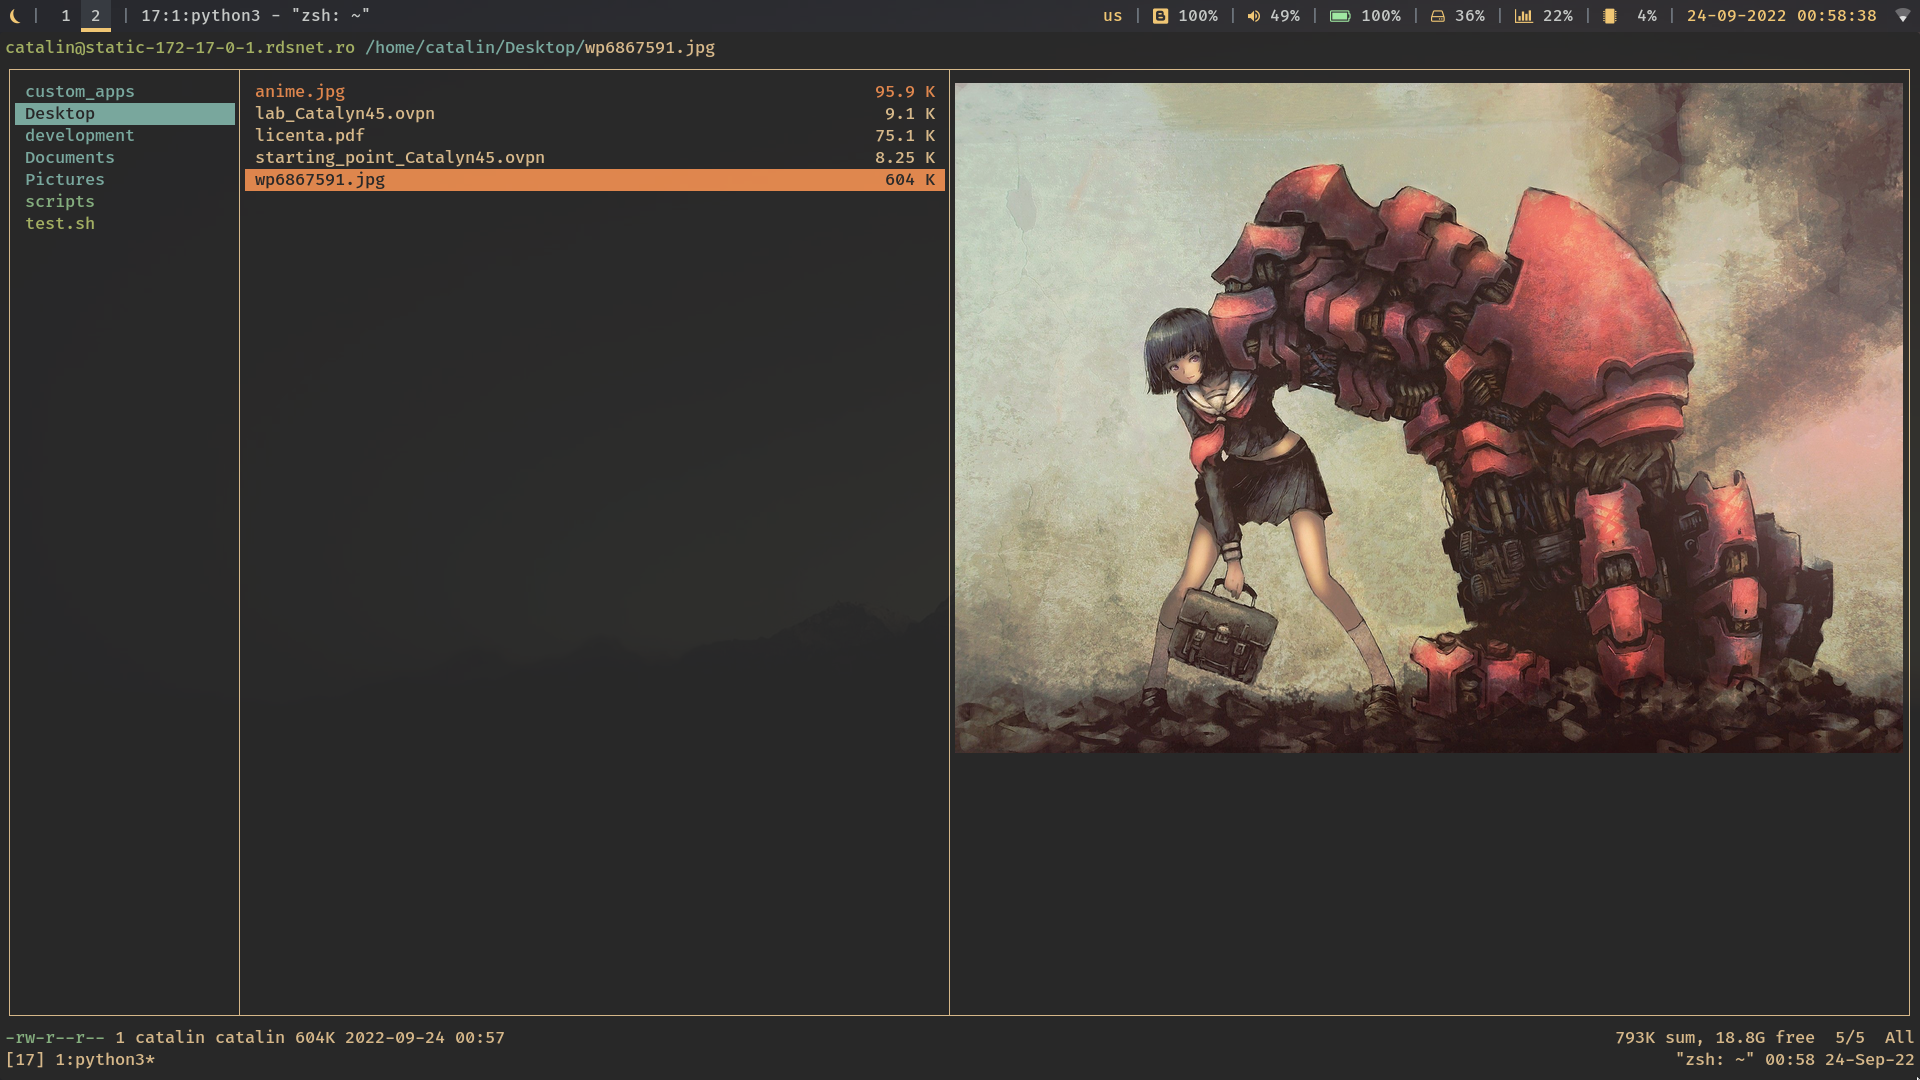 1 2 | 17:1:python3 - "zsh: ~"
us | 100% | 49% | 100% | 36% | 22% | 4% | 24-09-2022 00:58:38
catalin@static-172-17-0-1.rdsnet.ro /home/catalin/Desktop/wp6867591.jpg
custom_apps
Desktop
development
Documents
Pictures
scripts
test.sh
anime.jpg 95.9 K
lab_Catalyn45.ovpn 9.1 K
licenta.pdf 75.1 K
starting_point_Catalyn45.ovpn 8.25 K
wp6867591.jpg 604 K
-rw-r--r-- 1 catalin catalin 604K 2022-09-24 00:57
793K sum, 18.8G free 5/5 All
[17] 1:python3*
"zsh: ~" 00:58 24-Sep-22